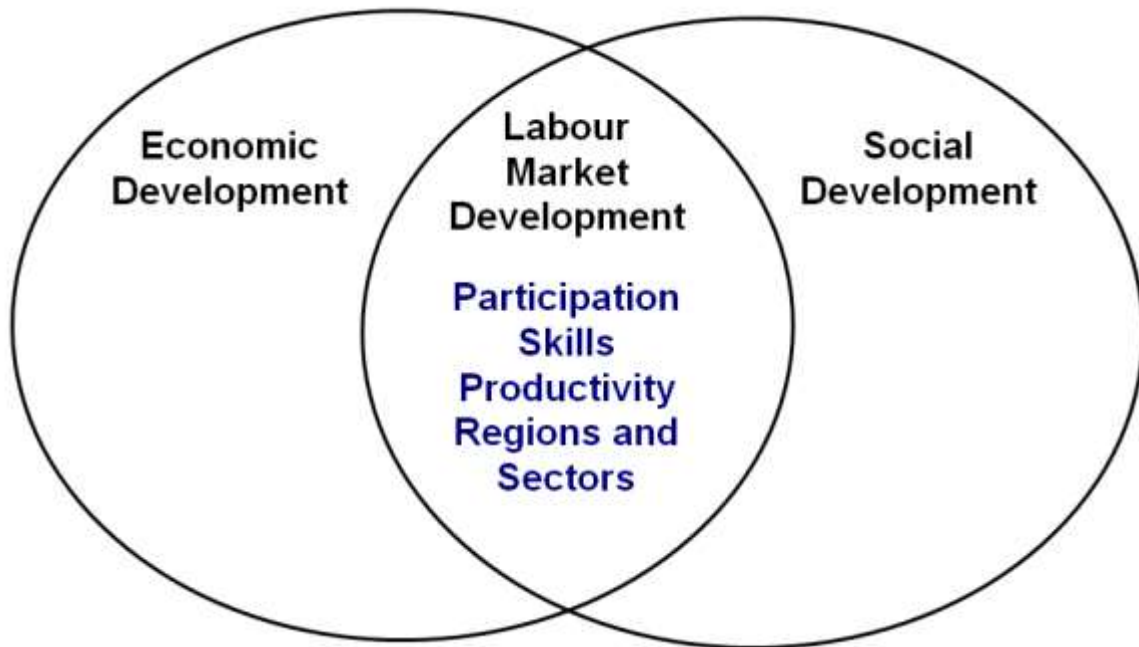 Economic
Development
Labour
Market
Development
Participation
Skills
Productivity
Regions and
Sectors
Social
Development